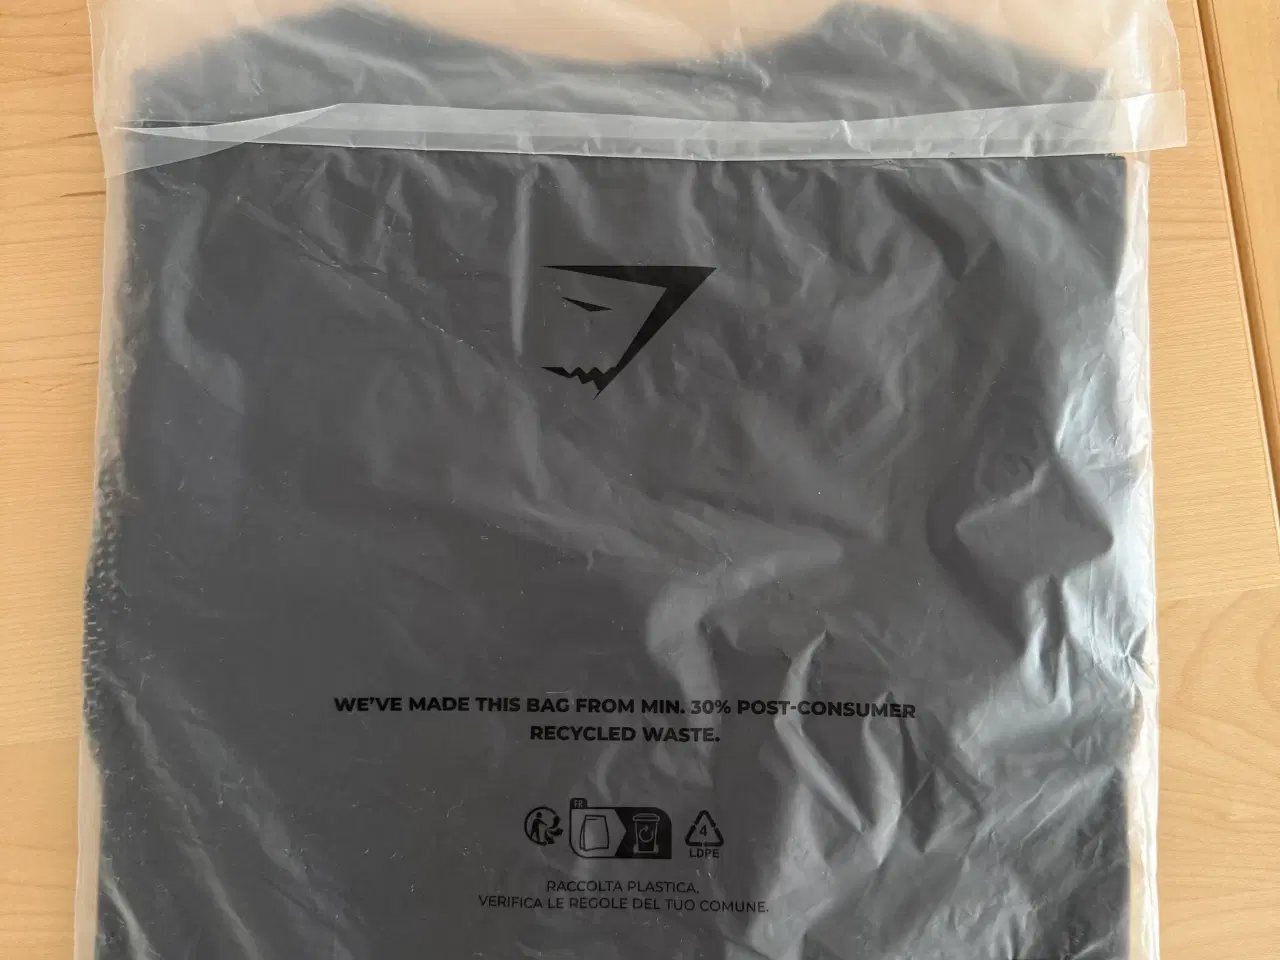 WE'VE MADE THIS BAG FROM MIN. 30% POST-CONSUMER
RECYCLED WASTE.
FR
4
LDPE
RACCOLTA PLASTICA.
VERIFICA LE REGOLE DEL TUO COMUNE.